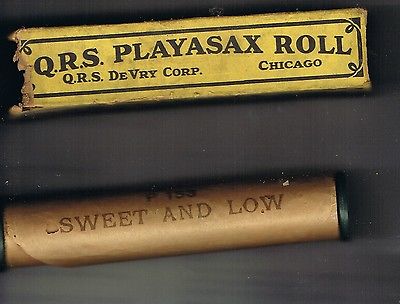 Q.R.S. PLAYASAX ROLL
Q.R.S. DEVRY CORP. CHICAGO
SWEET AND LOW